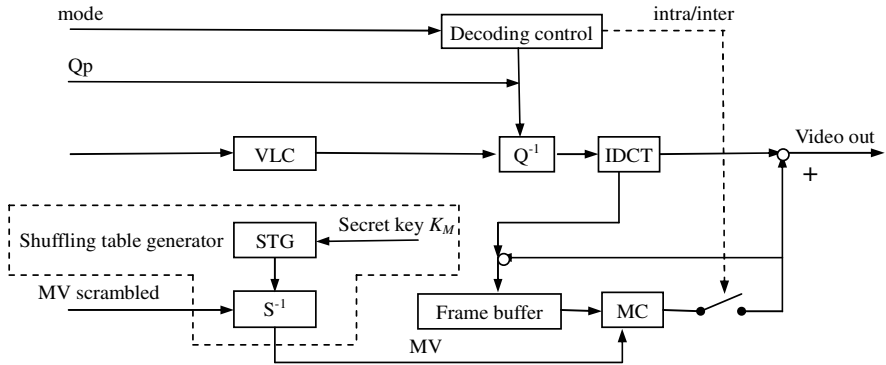 mode
Decoding control
intra/inter
Qp
VLC
Q⁻¹
IDCT
Video out
+
Shuffling table generator
STG
Secret key K_M
MV scrambled
S⁻¹
Frame buffer
MC
MV